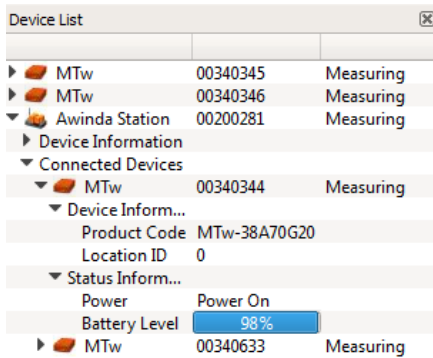 Device List
MTw 00340345 Measuring
MTw 00340346 Measuring
Awinda Station 00200281 Measuring
Device Information
Connected Devices
MTw 00340344 Measuring
Device Inform...
Product Code MTw-38A70G20
Location ID 0
Status Inform...
Power Power On
Battery Level 98%
MTw 00340633 Measuring